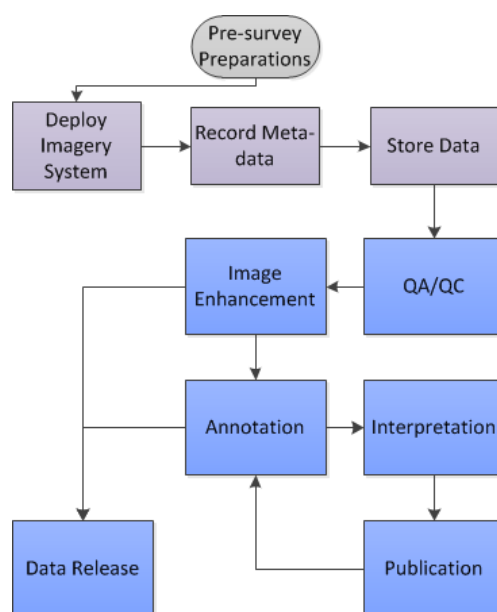 Pre-survey
Preparations
Deploy
Imagery
System
Record Meta-
data
Store Data
Image
Enhancement
QA/QC
Annotation
Interpretation
Data Release
Publication